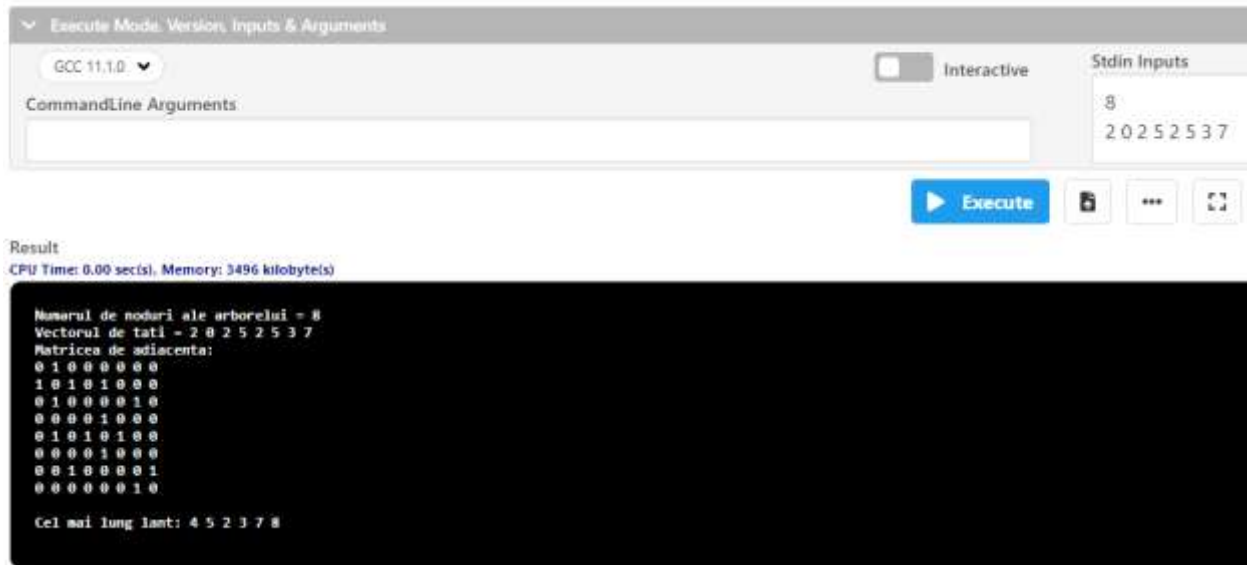 Execute Mode, Version, Inputs & Arguments
GCC 11.1.0
Interactive
Stdin Inputs
CommandLine Arguments
8
2 0 2 5 2 5 3 7
Execute
Result
CPU Time: 0.00 sec(s), Memory: 3496 kilobyte(s)
Numarul de noduri ale arborelui = 8
Vectorul de tati = 2 0 2 5 2 5 3 7
Matricea de adiacenta:
0 1 0 0 0 0 0 0
1 0 1 0 1 0 0 0
0 1 0 0 0 0 1 0
0 0 0 0 1 0 0 0
0 1 0 1 0 1 0 0
0 0 0 0 1 0 0 0
0 0 1 0 0 0 0 1
0 0 0 0 0 0 1 0
Cel mai lung lant: 4 5 2 3 7 8